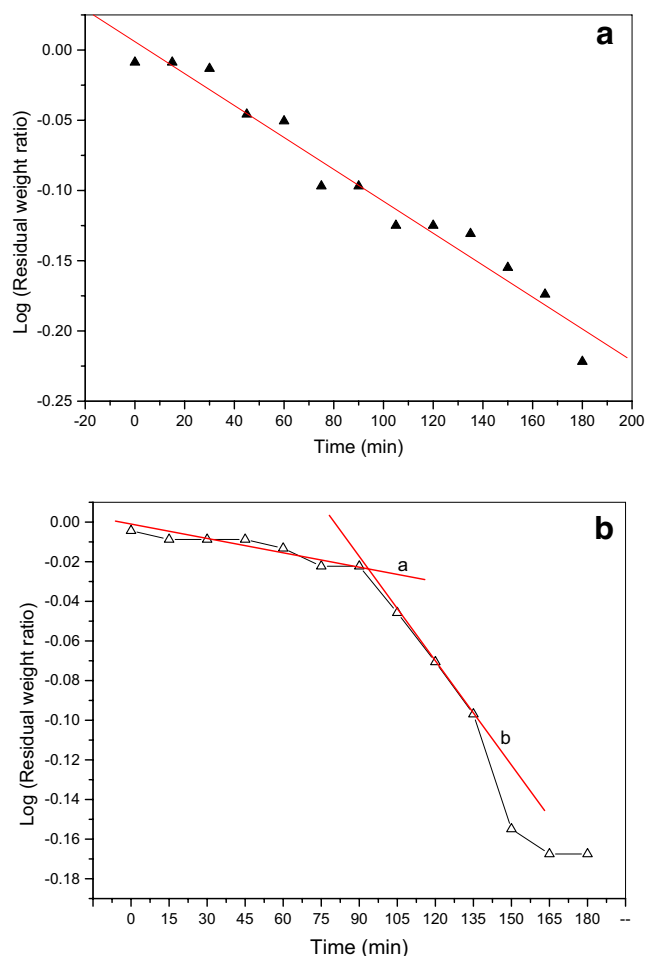 a
0.00
-0.05
-0.10
-0.15
-0.20
-0.25
Log (Residual weight ratio)
-20 0 20 40 60 80 100 120 140 160 180 200
Time (min)
b
0.00
-0.02
-0.04
-0.06
-0.08
-0.10
-0.12
-0.14
-0.16
-0.18
Log (Residual weight ratio)
a
b
0 15 30 45 60 75 90 105 120 135 150 165 180 --
Time (min)